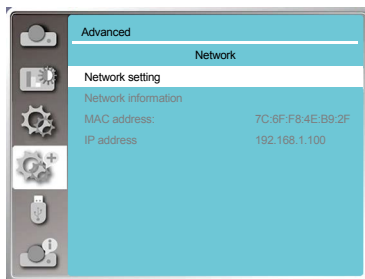 Advanced
Network
Network setting
Network information
MAC address: 7C:6F:F8:4E:B9:2F
IP address 192.168.1.100